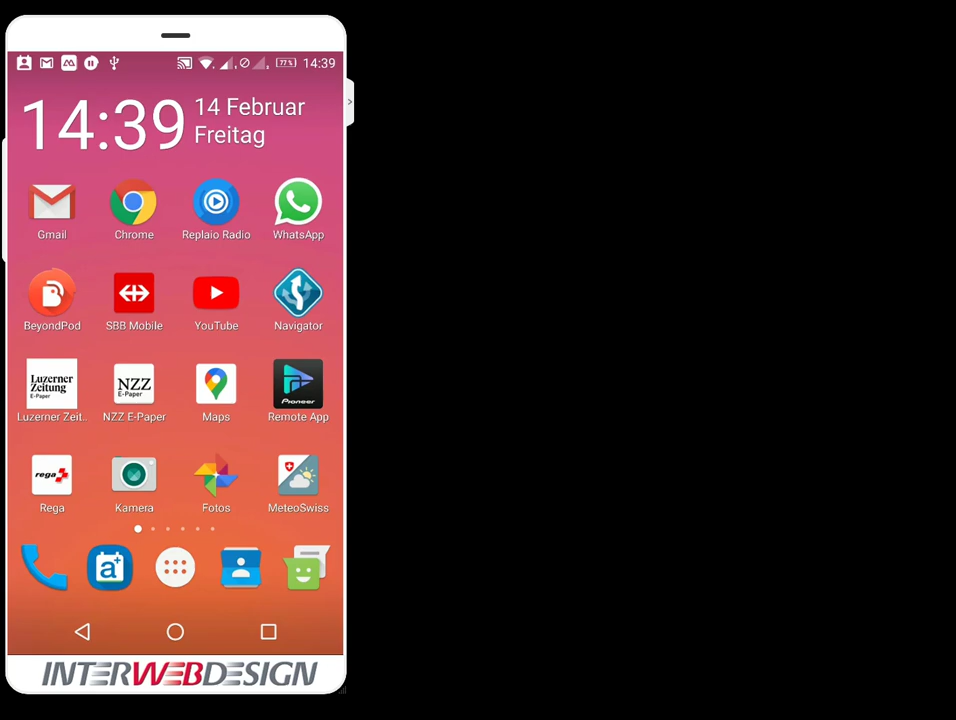 77%
14:39
14:39
14 Februar
Freitag
Gmail
Chrome
Replaio Radio
WhatsApp
BeyondPod
SBB Mobile
YouTube
Navigator
Luzerner
Zeitung
E-Paper
NZZ
E-Paper
Pioneer
Luzerner Zeit..
NZZ E-Paper
Maps
Remote App
rega
Rega
Kamera
Fotos
MeteoSwiss
a+
INTERWEBDESIGN